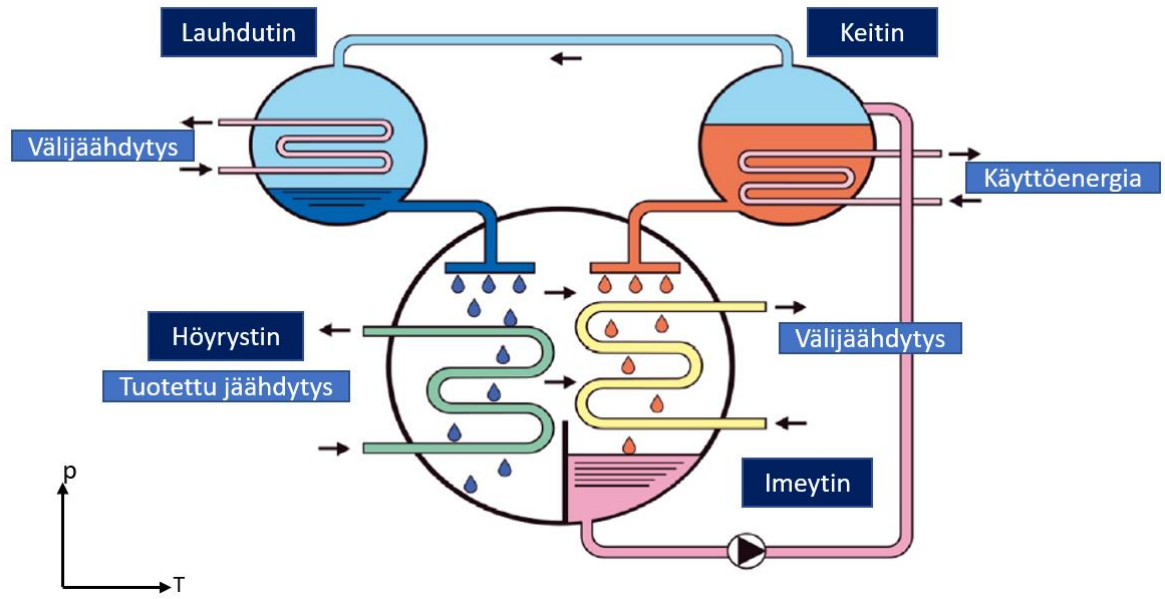 Lauhdutin
Keitin
Välijäähdytys
Käyttöenergia
Höyrystin
Välijäähdytys
Tuotettu jäähdytys
Imeytin
p
T